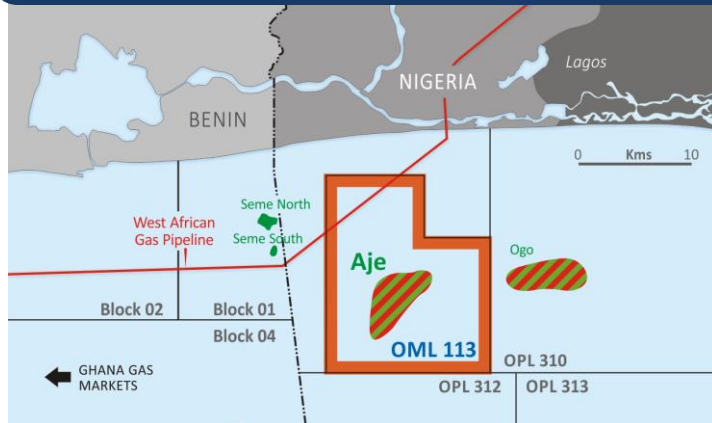 Lagos
NIGERIA
BENIN
0 Kms 10
Seme North
West African
Gas Pipeline
Seme South
Ogo
Aje
Block 02
Block 01
Block 04
OML 113
OPL 310
GHANA GAS
MARKETS
OPL 312
OPL 313